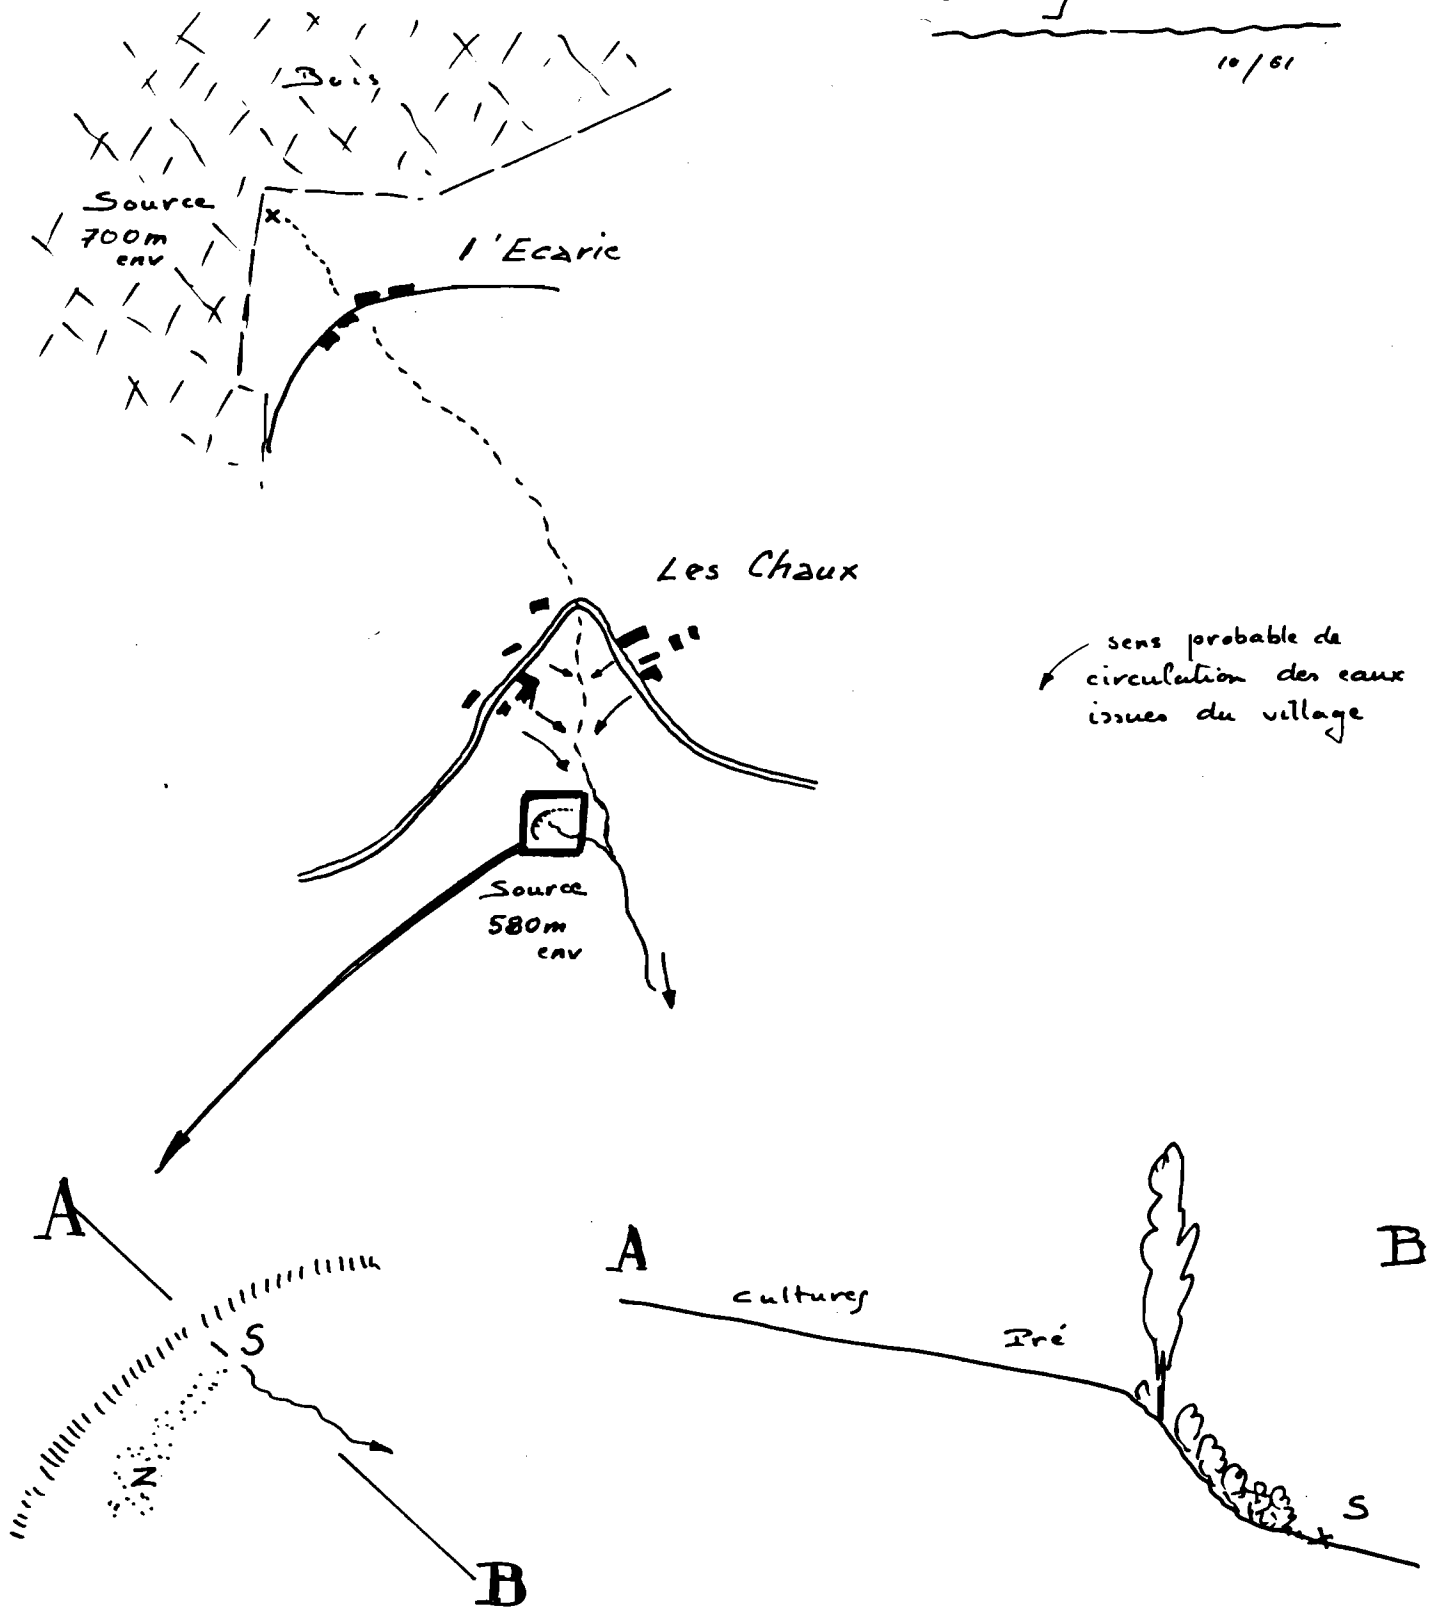 10/61
Bois
Source
700m
env
l'Ecarie
Les Chaux
sens probable de
circulation des eaux
issues du village
Source
580m
env
A
S
N
B
A
B
cultures
Pré
S